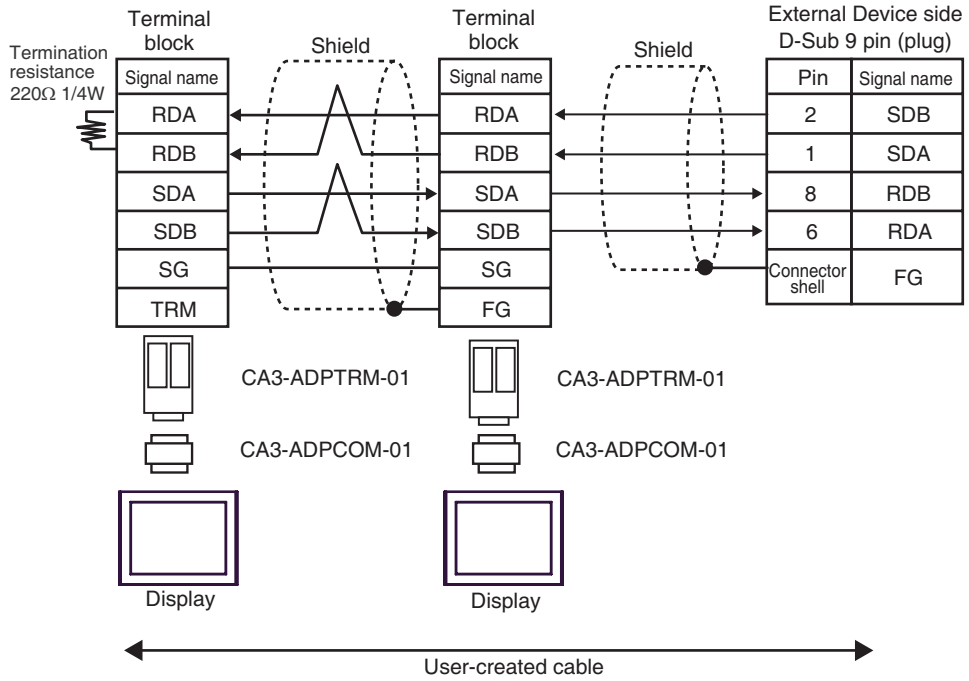 Termination
resistance
220Ω 1/4W
Terminal
block
Signal name
RDA
RDB
SDA
SDB
SG
TRM
Shield
Terminal
block
Signal name
RDA
RDB
SDA
SDB
SG
FG
Shield
External Device side
D-Sub 9 pin (plug)
Pin Signal name
2 SDB
1 SDA
8 RDB
6 RDA
Connector
shell
FG
CA3-ADPTRM-01
CA3-ADPTRM-01
CA3-ADPCOM-01
CA3-ADPCOM-01
Display
Display
User-created cable